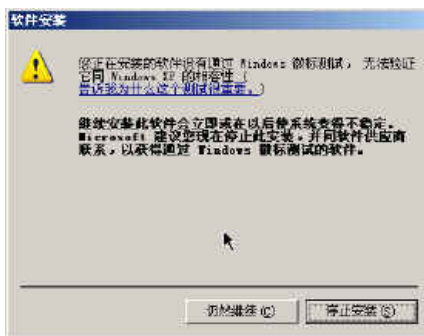 软件安装
您正在安装的软件没有通过 Windows 徽标测试，无法验证
它同 Windows XP 的相容性（
告诉我为什么这个测试很重要。）
继续安装此软件会立即或在以后使系统变得不稳定。
Microsoft 建议您现在停止此安装，并同软件供应商
联系，以获得通过 Windows 徽标测试的软件。
仍然继续(C)
停止安装(S)